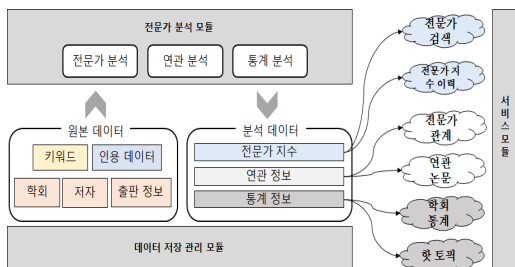 전문가 분석 모듈
전문가 분석
연관 분석
통계 분석
원본 데이터
키워드
인용 데이터
학회
저자
출판 정보
분석 데이터
전문가 지수
연관 정보
통계 정보
데이터 저장 관리 모듈
전문가
검색
전문가 지
수 이력
전문가
관계
연관
논문
학회
통계
핫 토픽
서비스 모듈